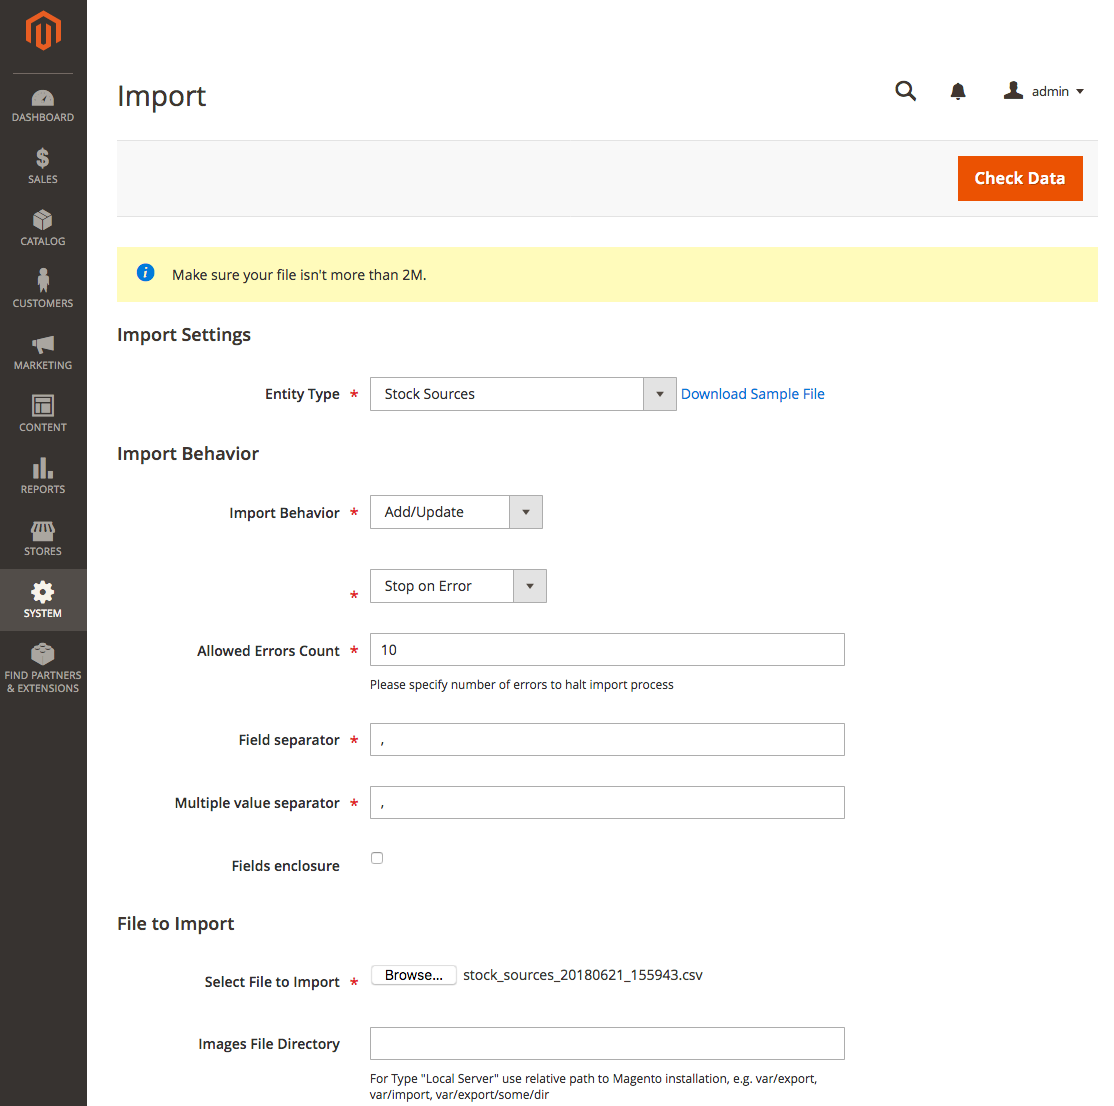 Import
admin
Check Data
DASHBOARD
SALES
CATALOG
CUSTOMERS
MARKETING
CONTENT
REPORTS
STORES
SYSTEM
FIND PARTNERS
& EXTENSIONS
Make sure your file isn't more than 2M.
Import Settings
Entity Type * Stock Sources Download Sample File
Import Behavior
Import Behavior * Add/Update
* Stop on Error
Allowed Errors Count * 10
Please specify number of errors to halt import process
Field separator * ,
Multiple value separator * ,
Fields enclosure
File to Import
Select File to Import * Browse... stock_sources_20180621_155943.csv
Images File Directory
For Type "Local Server" use relative path to Magento installation, e.g. var/export,
var/import, var/export/some/dir